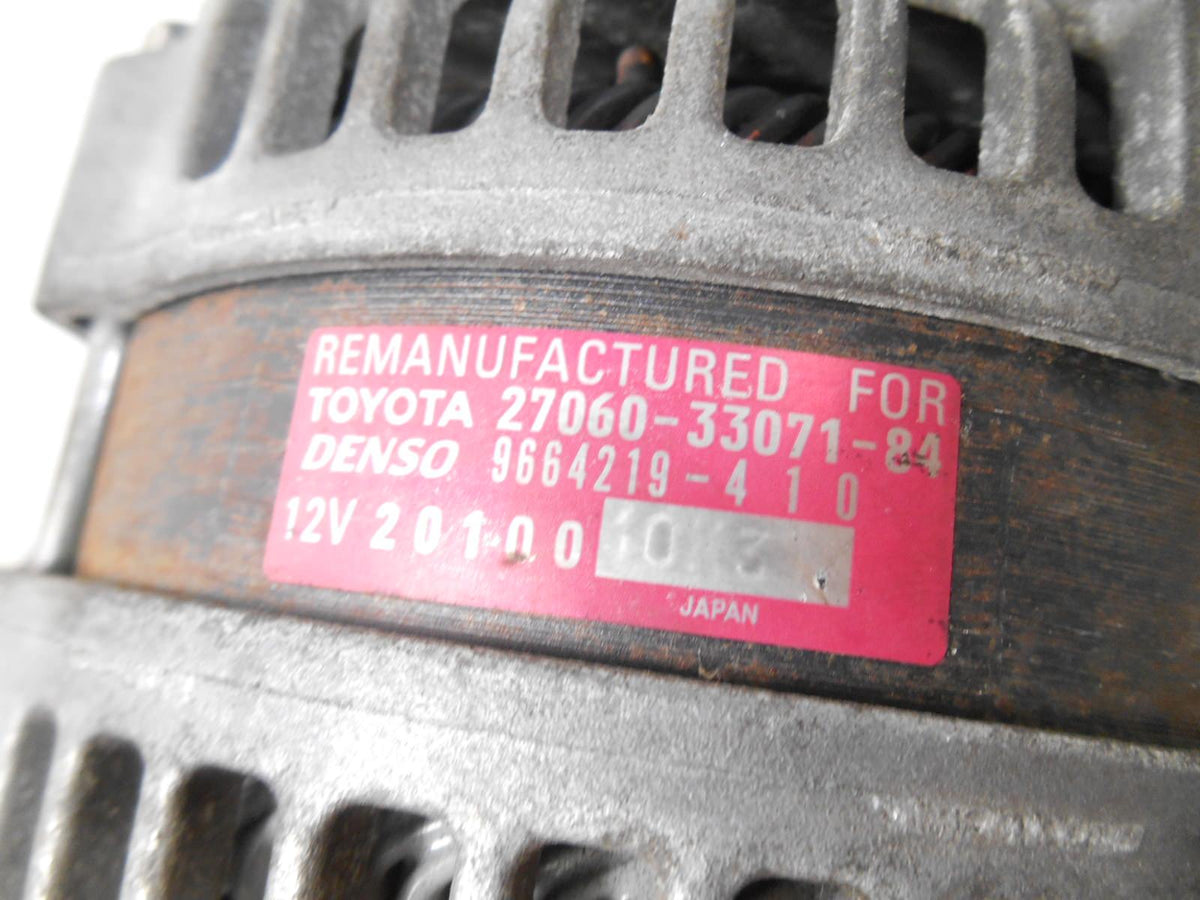 REMANUFACTURED FOR
TOYOTA 27060-33071-84
DENSO 9664219-410
12V 20100
JAPAN